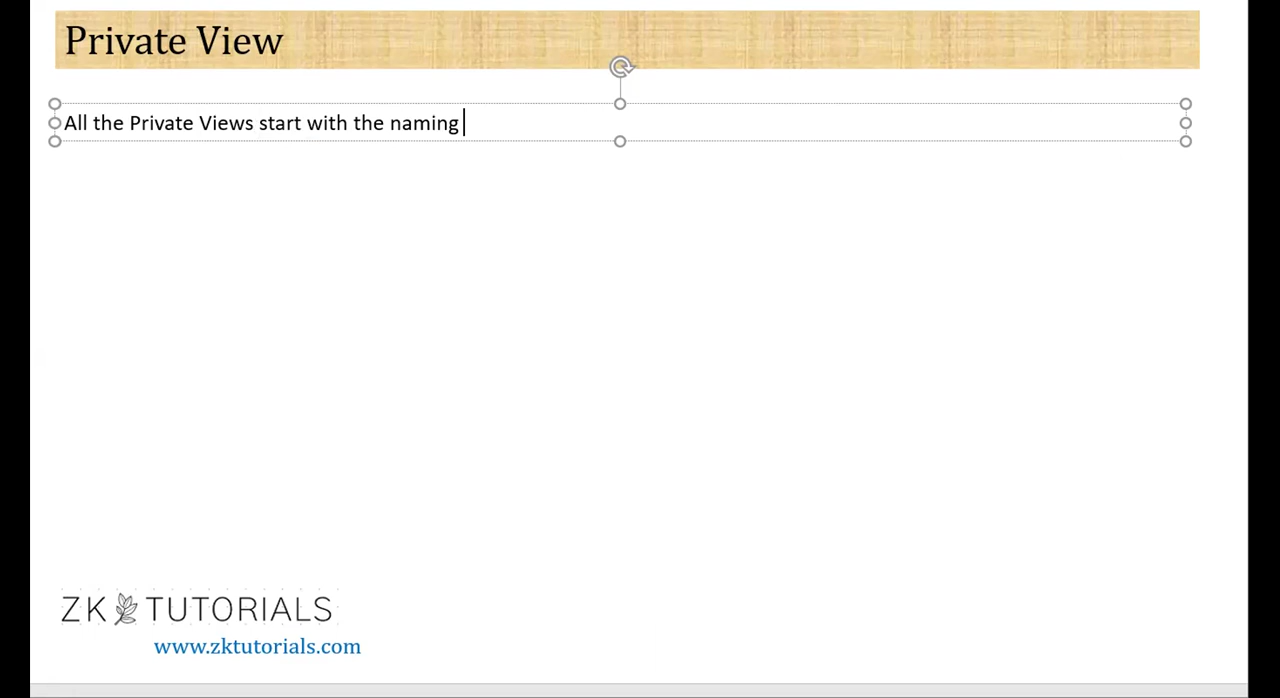 Private View
All the Private Views start with the naming
ZK TUTORIALS
www.zktutorials.com